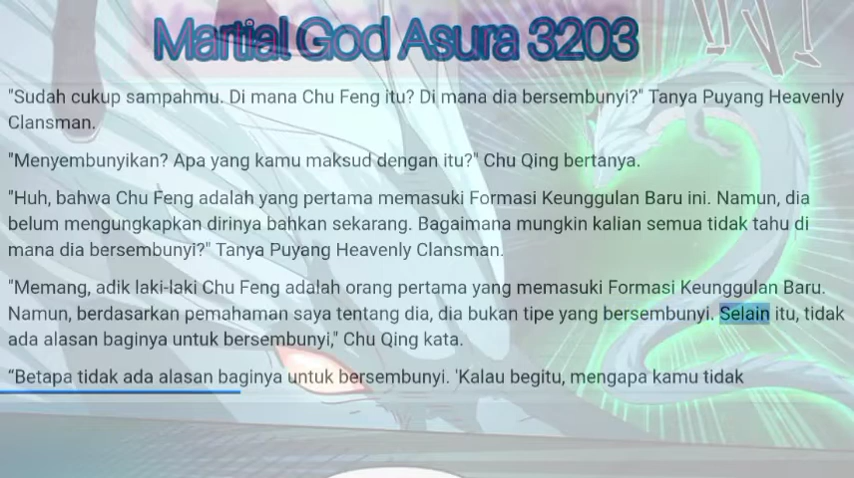 Martial God Asura 3203
"Sudah cukup sampahmu. Di mana Chu Feng itu? Di mana dia bersembunyi?" Tanya Puyang Heavenly
Clansman.
"Menyembunyikan? Apa yang kamu maksud dengan itu?" Chu Qing bertanya.
"Huh, bahwa Chu Feng adalah yang pertama memasuki Formasi Keunggulan Baru ini. Namun, dia
belum mengungkapkan dirinya bahkan sekarang. Bagaimana mungkin kalian semua tidak tahu di
mana dia bersembunyi?" Tanya Puyang Heavenly Clansman.
"Memang, adik laki-laki Chu Feng adalah orang pertama yang memasuki Formasi Keunggulan Baru.
Namun, berdasarkan pemahaman saya tentang dia, dia bukan tipe yang bersembunyi. Selain itu, tidak
ada alasan baginya untuk bersembunyi," Chu Qing kata.
“Betapa tidak ada alasan baginya untuk bersembunyi. 'Kalau begitu, mengapa kamu tidak